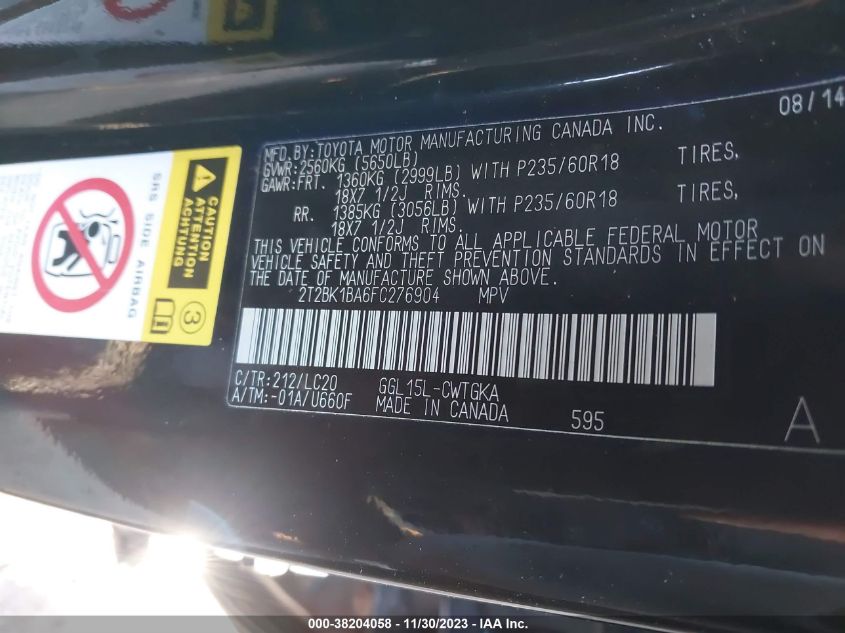 08/14
MFD.BY:TOYOTA MOTOR MANUFACTURING CANADA INC.
GVWR:2560KG (5650LB)
GAWR:FRT. 1360KG (2999LB) WITH P235/60R18 TIRES,
18X7 1/2J RIMS.
RR. 1385KG (3056LB) WITH P235/60R18 TIRES,
18X7 1/2J RIMS.
THIS VEHICLE CONFORMS TO ALL APPLICABLE FEDERAL MOTOR
VEHICLE SAFETY AND THEFT PREVENTION STANDARDS IN EFFECT ON
THE DATE OF MANUFACTURE SHOWN ABOVE.
2T2BK1BA6FC276904 MPV
C/TR:212/LC20 GGL15L-CWTGKA
A/TM:-01A/U660F MADE IN CANADA
595 A
CAUTION
ATTENTION
ACHTUNG
SRS SIDE AIRBAG
3
000-38204058 - 11/30/2023 - IAA Inc.